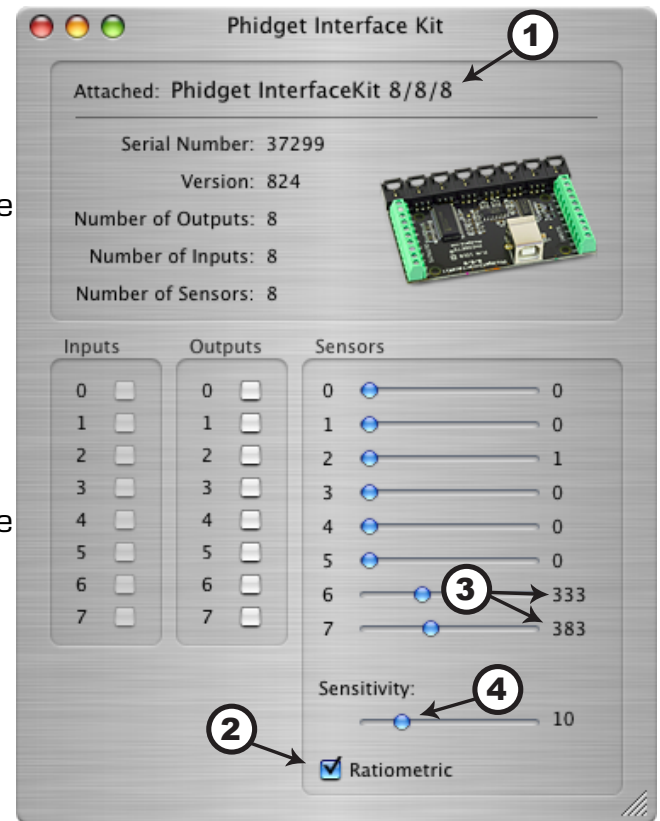 Phidget Interface Kit
1
Attached: Phidget InterfaceKit 8/8/8
Serial Number: 37299
Version: 824
e
Number of Outputs: 8
Number of Inputs: 8
Number of Sensors: 8
Inputs Outputs Sensors
0 0 0 0
1 1 1 0
2 2 2 1
3 3 3 0
e
4 4 4 0
5 5 5 0
6 6 6 3 333
7 7 7 383
Sensitivity: 4
10
2
Ratiometric